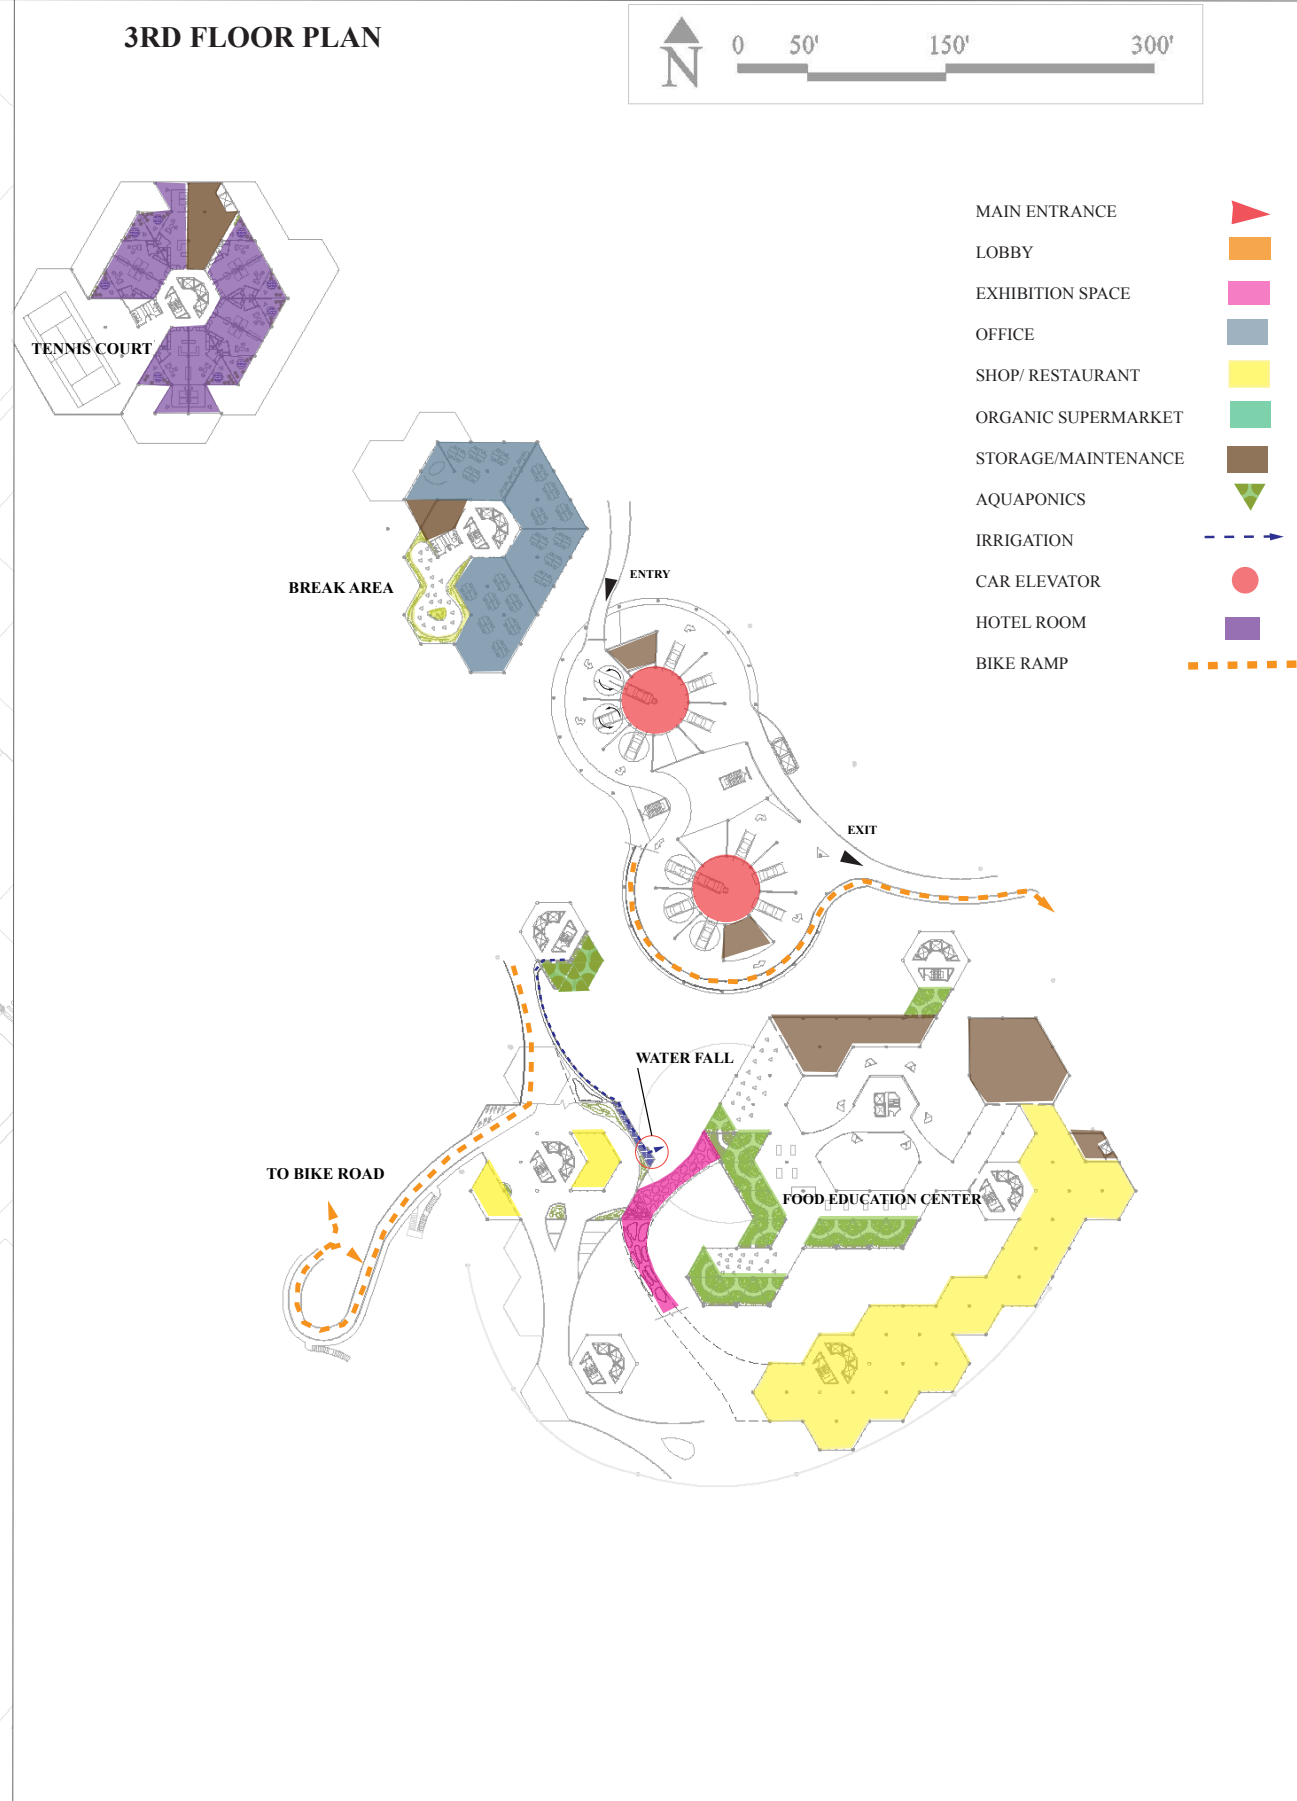 3RD FLOOR PLAN
N
0 50' 150' 300'
MAIN ENTRANCE
LOBBY
EXHIBITION SPACE
OFFICE
SHOP/ RESTAURANT
ORGANIC SUPERMARKET
STORAGE/MAINTENANCE
AQUAPONICS
IRRIGATION
CAR ELEVATOR
HOTEL ROOM
BIKE RAMP
TENNIS COURT
BREAK AREA
ENTRY
EXIT
WATER FALL
TO BIKE ROAD
FOOD EDUCATION CENTER